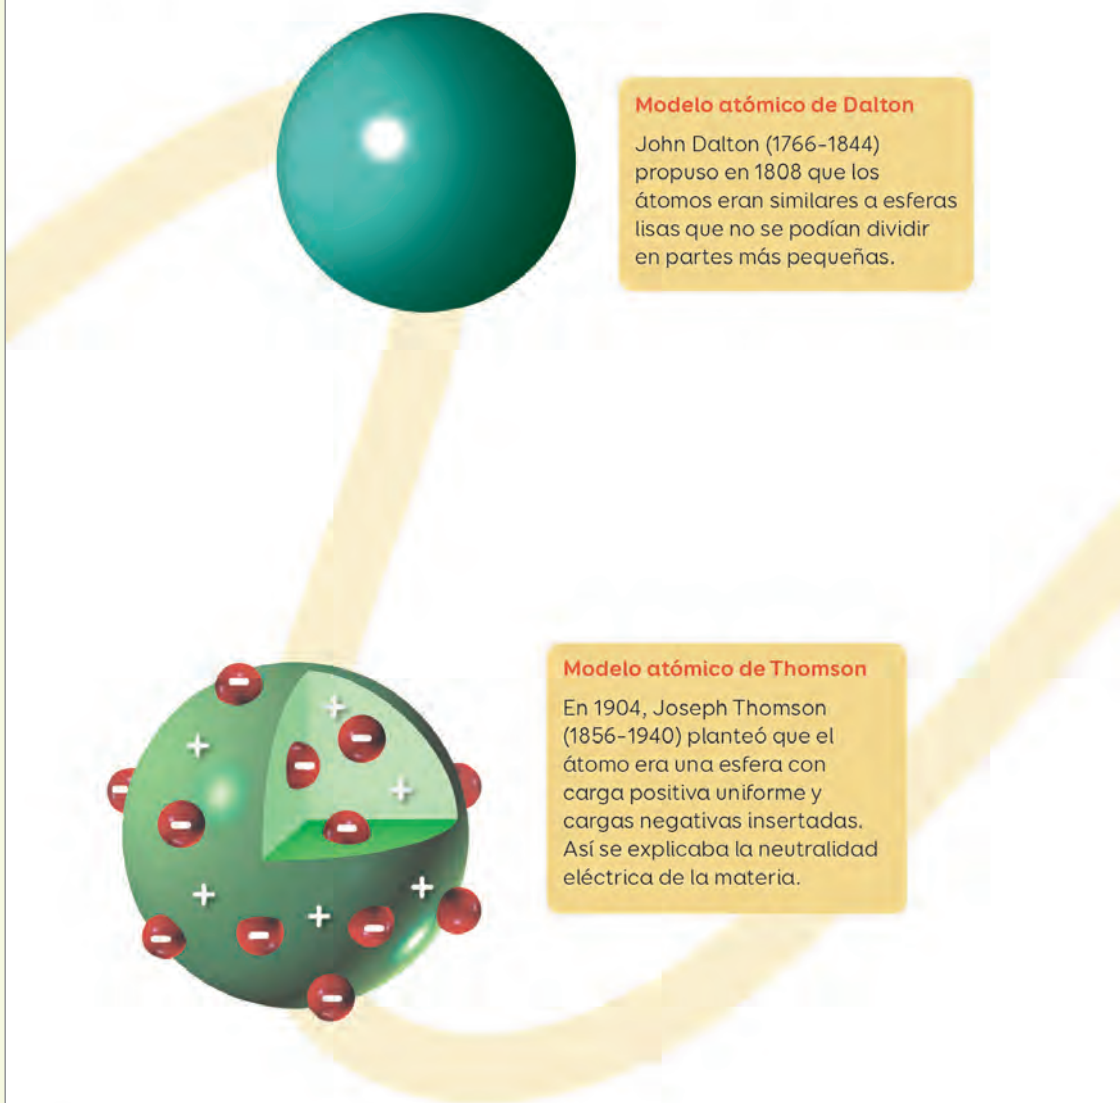 Modelo atómico de Dalton
John Dalton (1766-1844)
propuso en 1808 que los
átomos eran similares a esferas
lisas que no se podían dividir
en partes más pequeñas.
Modelo atómico de Thomson
En 1904, Joseph Thomson
(1856-1940) planteó que el
átomo era una esfera con
carga positiva uniforme y
cargas negativas insertadas.
Así se explicaba la neutralidad
eléctrica de la materia.